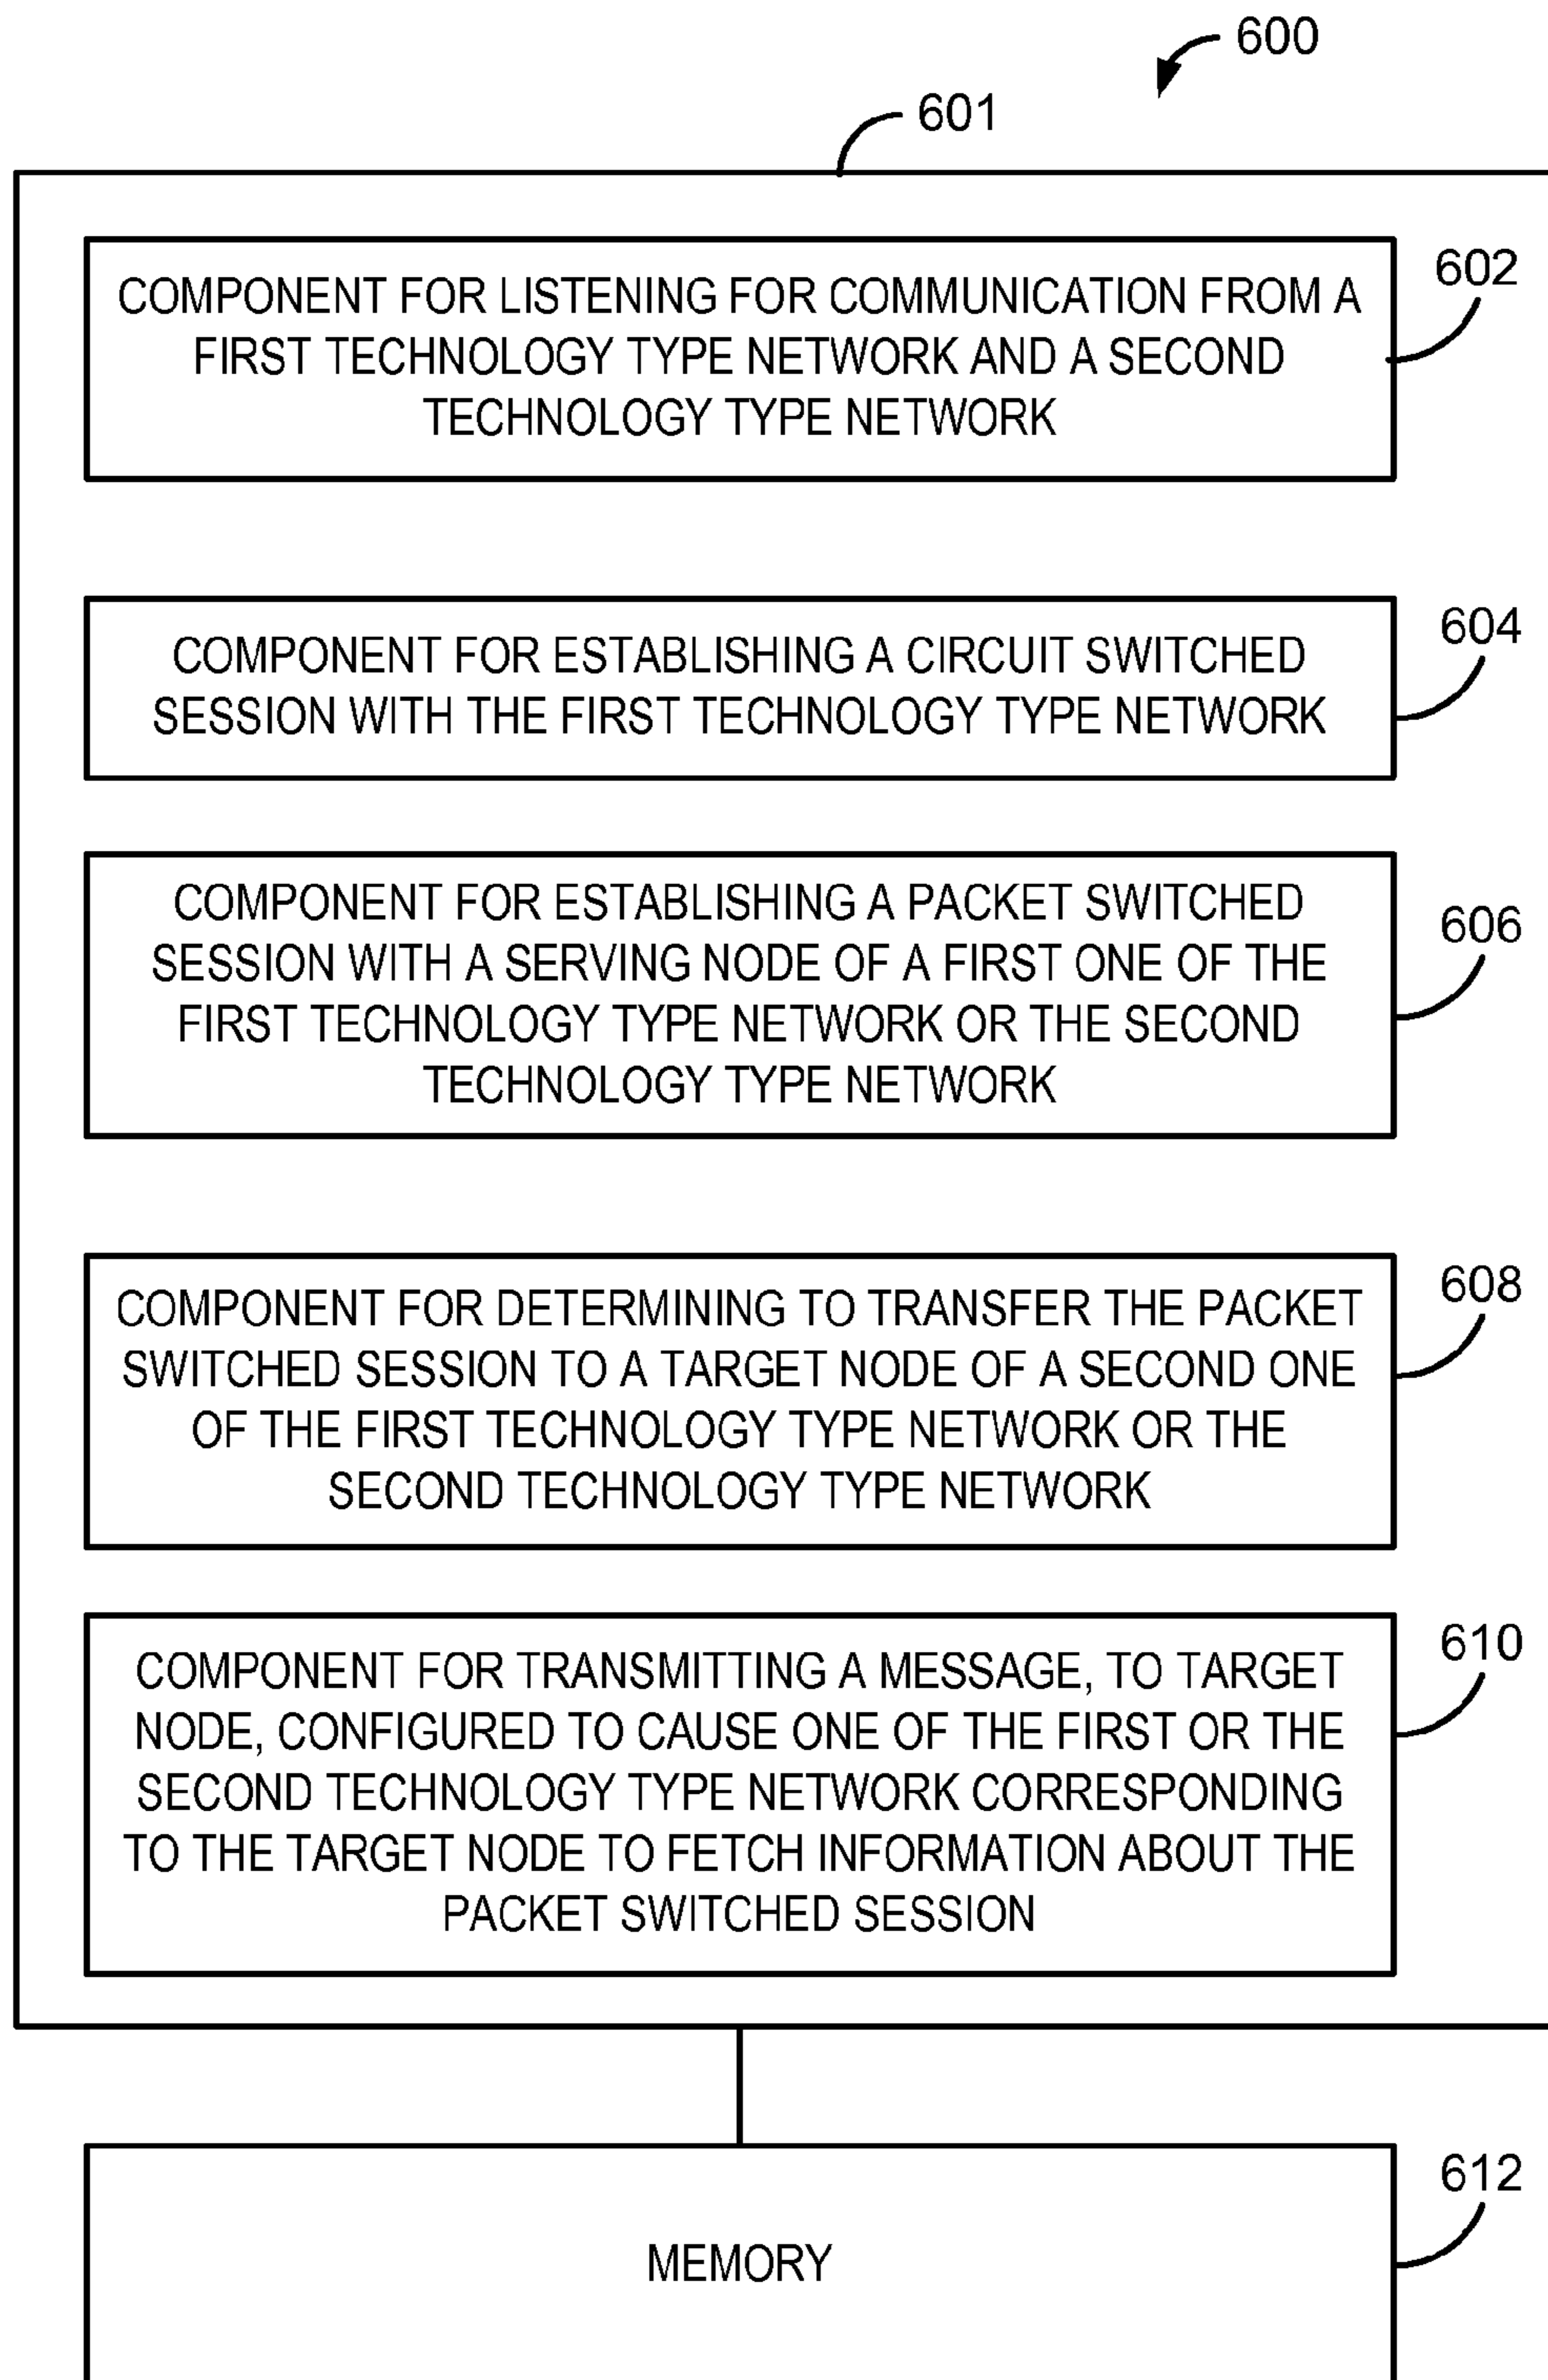 600
601
COMPONENT FOR LISTENING FOR COMMUNICATION FROM A
FIRST TECHNOLOGY TYPE NETWORK AND A SECOND
TECHNOLOGY TYPE NETWORK
602
COMPONENT FOR ESTABLISHING A CIRCUIT SWITCHED
SESSION WITH THE FIRST TECHNOLOGY TYPE NETWORK
604
COMPONENT FOR ESTABLISHING A PACKET SWITCHED
SESSION WITH A SERVING NODE OF A FIRST ONE OF THE
FIRST TECHNOLOGY TYPE NETWORK OR THE SECOND
TECHNOLOGY TYPE NETWORK
606
COMPONENT FOR DETERMINING TO TRANSFER THE PACKET
SWITCHED SESSION TO A TARGET NODE OF A SECOND ONE
OF THE FIRST TECHNOLOGY TYPE NETWORK OR THE
SECOND TECHNOLOGY TYPE NETWORK
608
COMPONENT FOR TRANSMITTING A MESSAGE, TO TARGET
NODE, CONFIGURED TO CAUSE ONE OF THE FIRST OR THE
SECOND TECHNOLOGY TYPE NETWORK CORRESPONDING
TO THE TARGET NODE TO FETCH INFORMATION ABOUT THE
PACKET SWITCHED SESSION
610
MEMORY
612